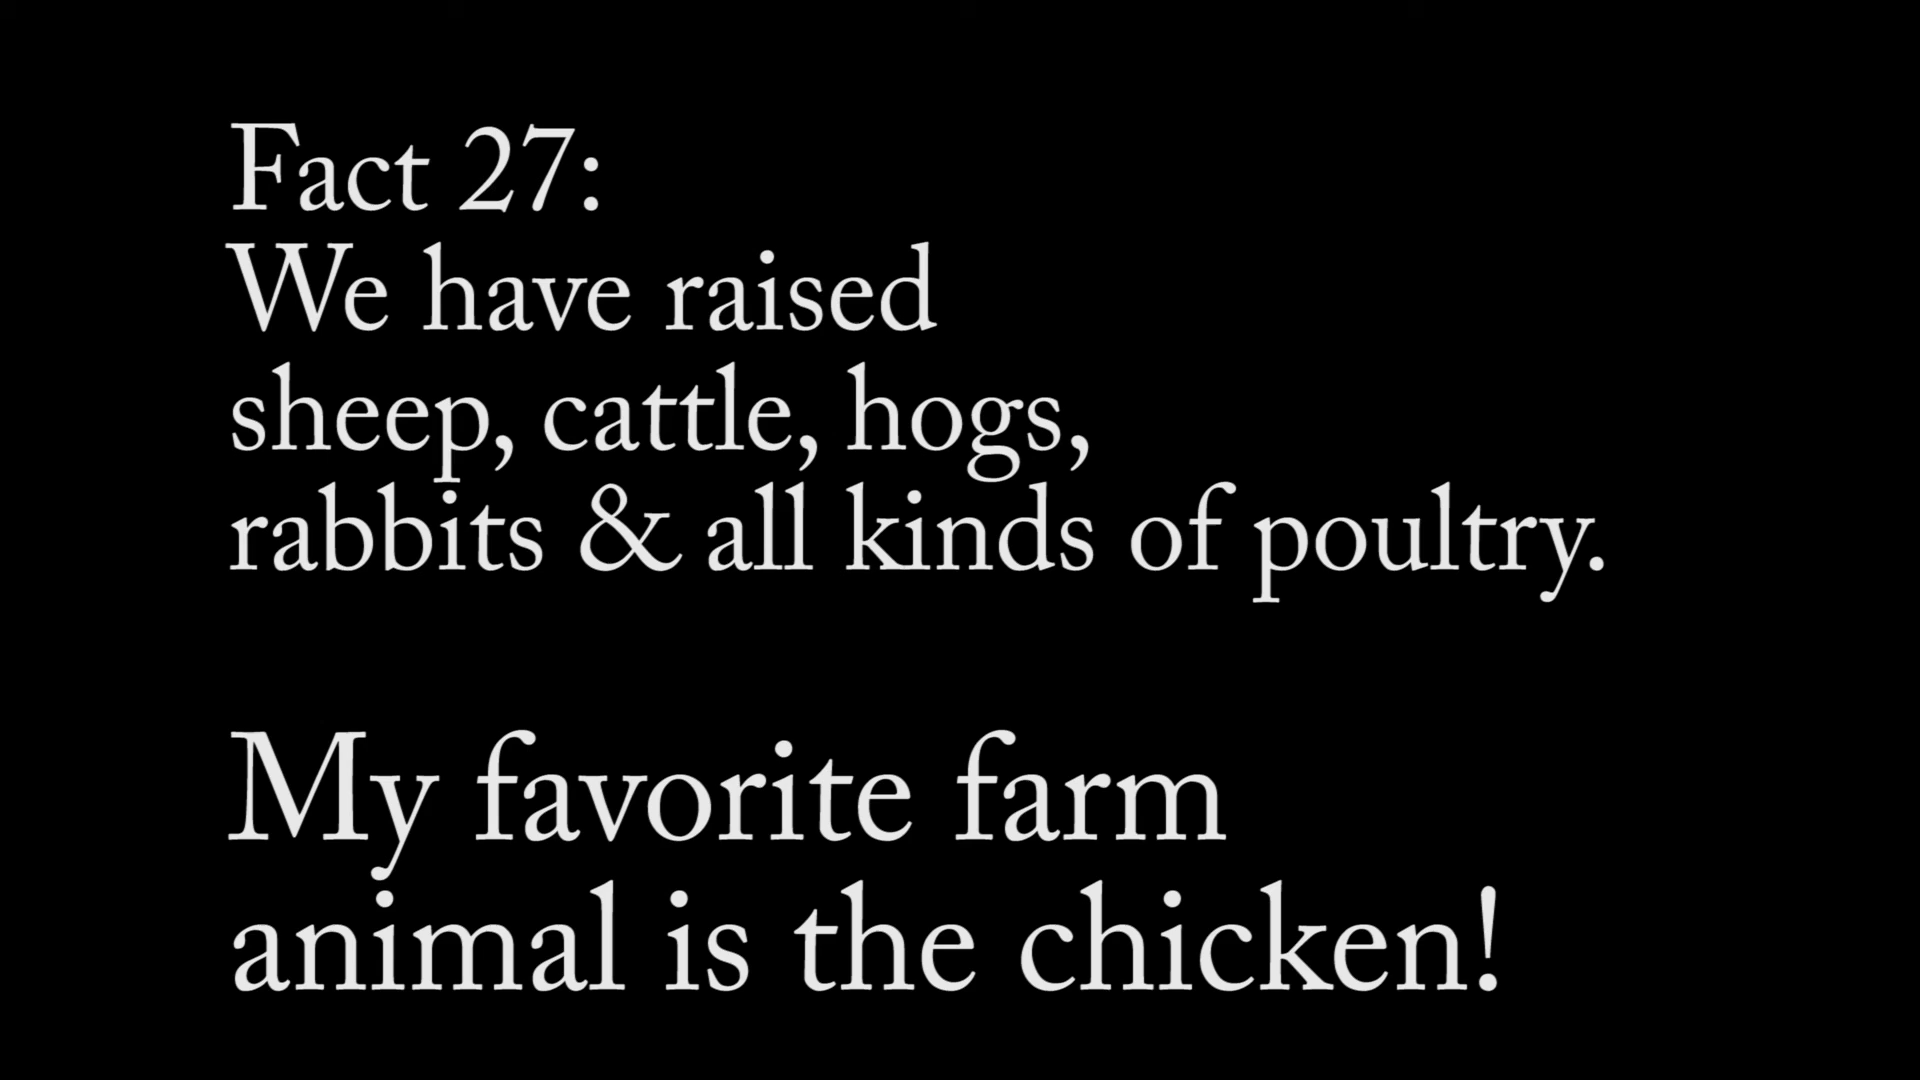 Fact 27:
We have raised
sheep, cattle, hogs,
rabbits & all kinds of poultry.
My favorite farm
animal is the chicken!